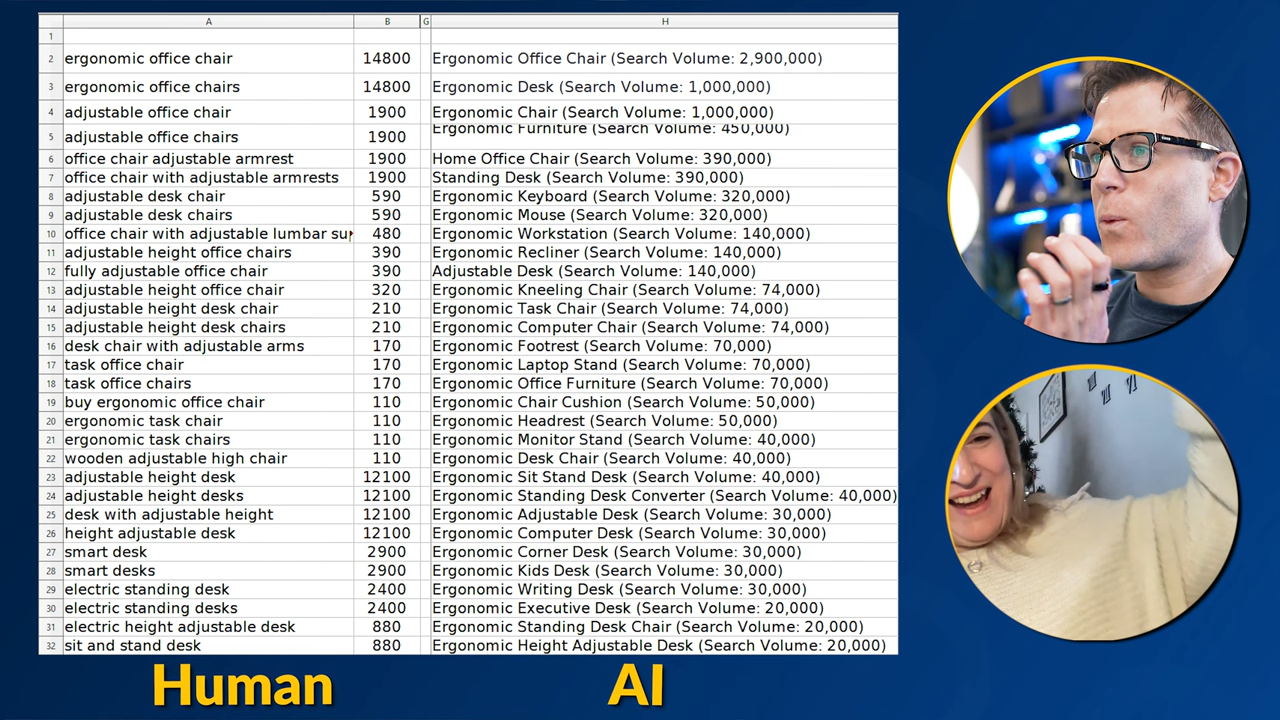 A B G H
1
2 ergonomic office chair 14800 Ergonomic Office Chair (Search Volume: 2,900,000)
3 ergonomic office chairs 14800 Ergonomic Desk (Search Volume: 1,000,000)
4 adjustable office chair 1900 Ergonomic Chair (Search Volume: 1,000,000)
5 adjustable office chairs 1900 Ergonomic Furniture (Search Volume: 450,000)
6 office chair adjustable armrest 1900 Home Office Chair (Search Volume: 390,000)
7 office chair with adjustable armrests 1900 Standing Desk (Search Volume: 390,000)
8 adjustable desk chair 590 Ergonomic Keyboard (Search Volume: 320,000)
9 adjustable desk chairs 590 Ergonomic Mouse (Search Volume: 320,000)
10 office chair with adjustable lumbar su 480 Ergonomic Workstation (Search Volume: 140,000)
11 adjustable height office chairs 390 Ergonomic Recliner (Search Volume: 140,000)
12 fully adjustable office chair 390 Adjustable Desk (Search Volume: 140,000)
13 adjustable height office chair 320 Ergonomic Kneeling Chair (Search Volume: 74,000)
14 adjustable height desk chair 210 Ergonomic Task Chair (Search Volume: 74,000)
15 adjustable height desk chairs 210 Ergonomic Computer Chair (Search Volume: 74,000)
16 desk chair with adjustable arms 170 Ergonomic Footrest (Search Volume: 70,000)
17 task office chair 170 Ergonomic Laptop Stand (Search Volume: 70,000)
18 task office chairs 170 Ergonomic Office Furniture (Search Volume: 70,000)
19 buy ergonomic office chair 110 Ergonomic Chair Cushion (Search Volume: 50,000)
20 ergonomic task chair 110 Ergonomic Headrest (Search Volume: 50,000)
21 ergonomic task chairs 110 Ergonomic Monitor Stand (Search Volume: 40,000)
22 wooden adjustable high chair 110 Ergonomic Desk Chair (Search Volume: 40,000)
23 adjustable height desk 12100 Ergonomic Sit Stand Desk (Search Volume: 40,000)
24 adjustable height desks 12100 Ergonomic Standing Desk Converter (Search Volume: 40,000)
25 desk with adjustable height 12100 Ergonomic Adjustable Desk (Search Volume: 30,000)
26 height adjustable desk 12100 Ergonomic Computer Desk (Search Volume: 30,000)
27 smart desk 2900 Ergonomic Corner Desk (Search Volume: 30,000)
28 smart desks 2900 Ergonomic Kids Desk (Search Volume: 30,000)
29 electric standing desk 2400 Ergonomic Writing Desk (Search Volume: 30,000)
30 electric standing desks 2400 Ergonomic Executive Desk (Search Volume: 20,000)
31 electric height adjustable desk 880 Ergonomic Standing Desk Chair (Search Volume: 20,000)
32 sit and stand desk 880 Ergonomic Height Adjustable Desk (Search Volume: 20,000)
Human AI